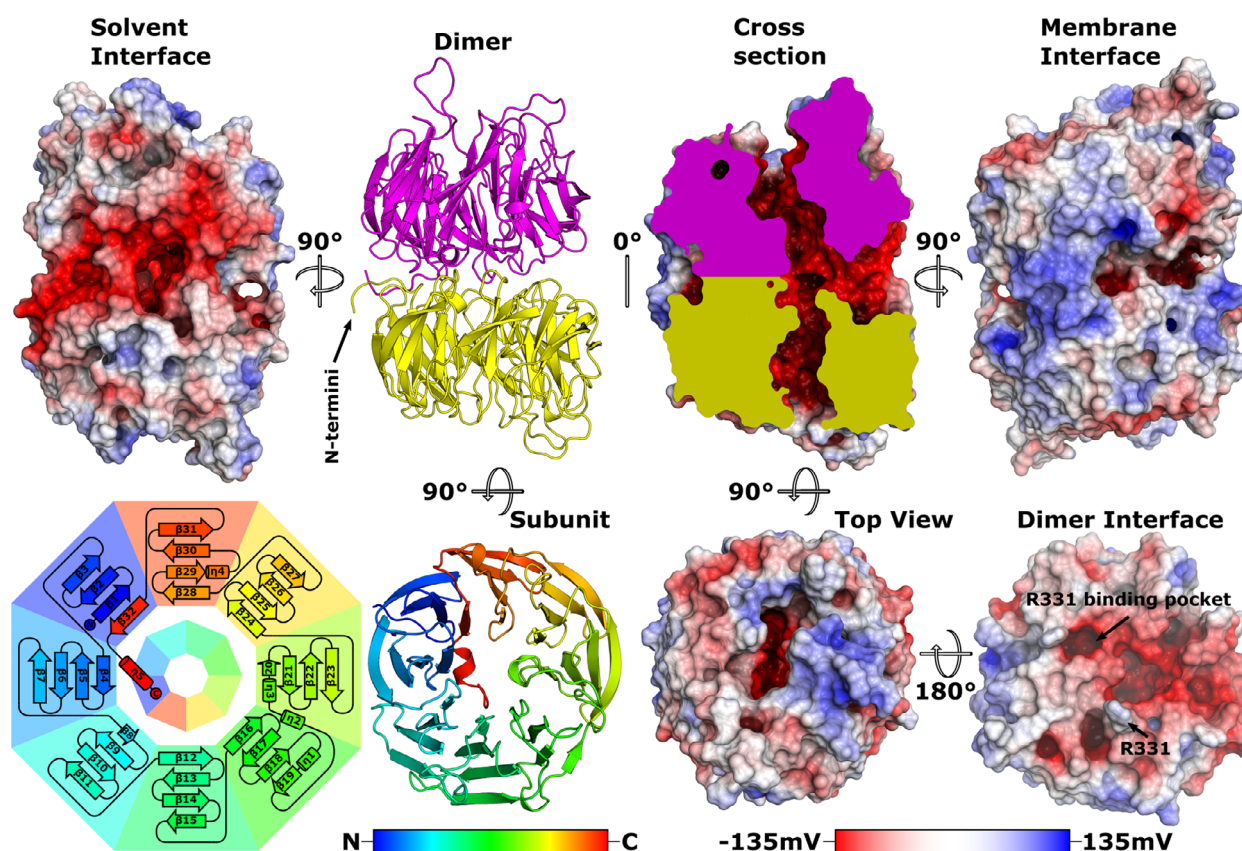 Solvent
Interface
Dimer
Cross
section
Membrane
Interface
90°
0°
90°
N-termini
90°
Subunit
90°
Top View
Dimer Interface
β31
β30
β29
η4
β28
β3
β2
β1
β32
β27
β26
β25
β24
β7
β6
β5
β4
η5
β20
η3
β21
β22
β23
β8
β9
β10
β11
β12
β13
β14
β15
β16
β17
β18
β19
η2
η1
R331 binding pocket
180°
R331
N
C
-135mV
135mV